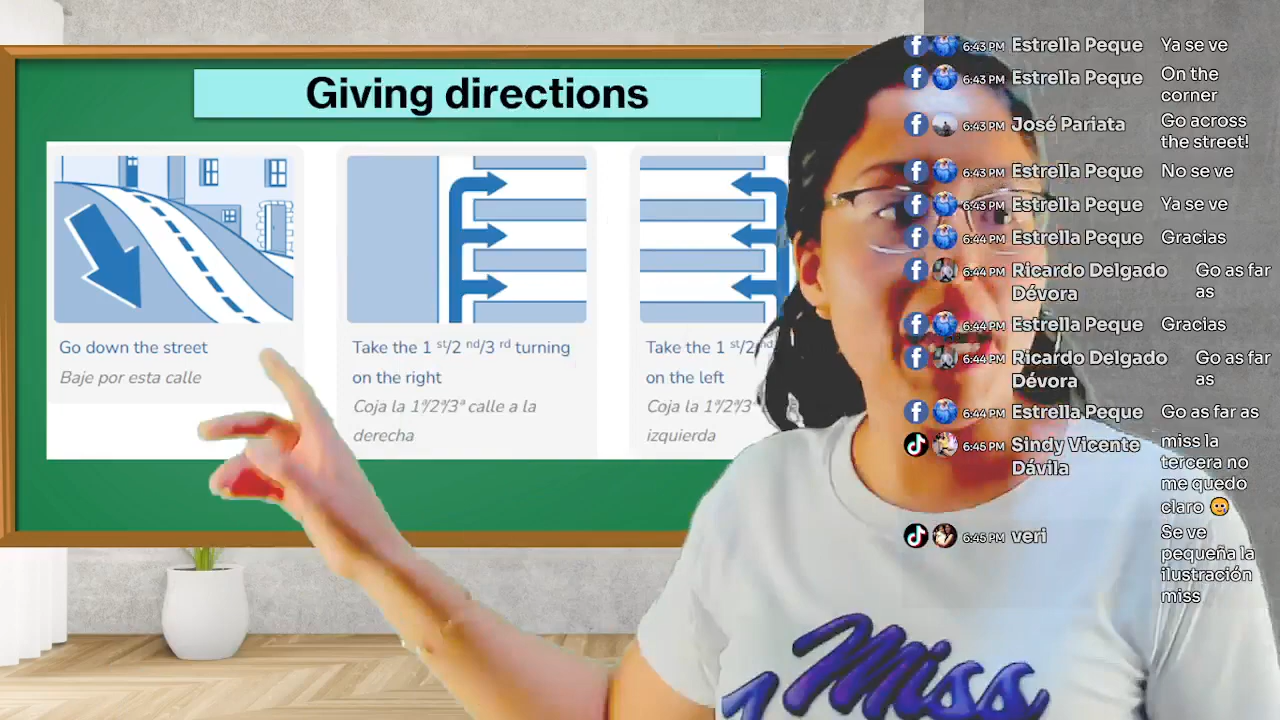 Giving directions
Go down the street
Baje por esta calle
Take the 1 st/2 nd/3 rd turning
on the right
Coja la 1ª/2ª/3ª calle a la
derecha
Take the 1 st/2 nd
on the left
Coja la 1ª/2ª/3ª
izquierda
6:43 PM Estrella Peque Ya se ve
6:43 PM Estrella Peque On the
corner
6:43 PM José Pariata Go across
the street!
6:43 PM Estrella Peque No se ve
6:43 PM Estrella Peque Ya se ve
6:44 PM Estrella Peque Gracias
6:44 PM Ricardo Delgado Go as far
Dévora as
6:44 PM Estrella Peque Gracias
6:44 PM Ricardo Delgado Go as far
Dévora as
6:44 PM Estrella Peque Go as far as
6:45 PM Sindy Vicente miss la
Dávila tercera no
me quedo
claro 🫤
6:45 PM veri Se ve
pequeña la
ilustración
miss
Miss